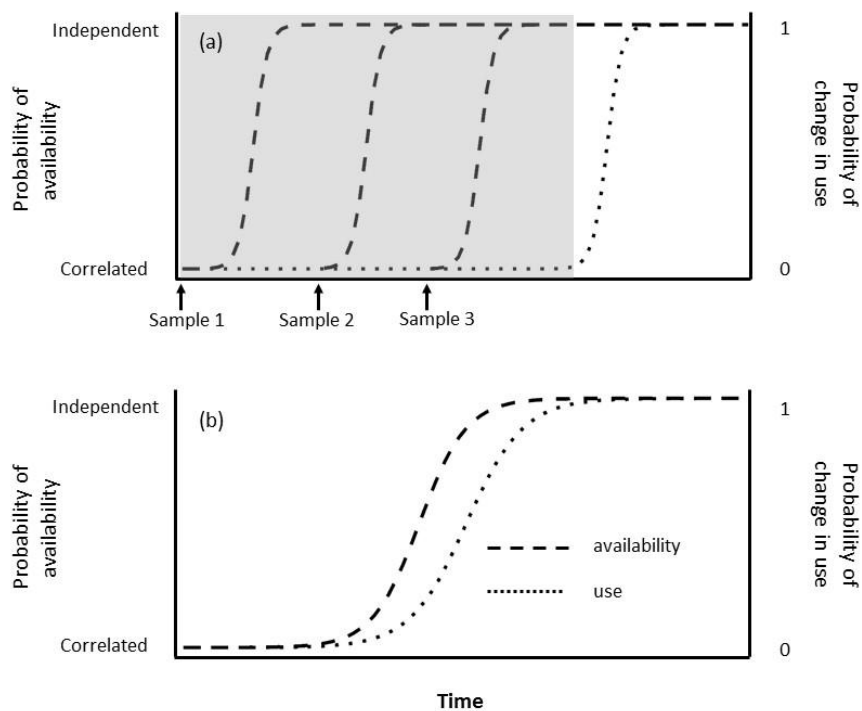 Independent
(a)
1
Probability of
availability
Probability of
change in use
Correlated
0
Sample 1
Sample 2
Sample 3
Independent
(b)
1
Probability of
availability
Probability of
change in use
availability
use
Correlated
0
Time